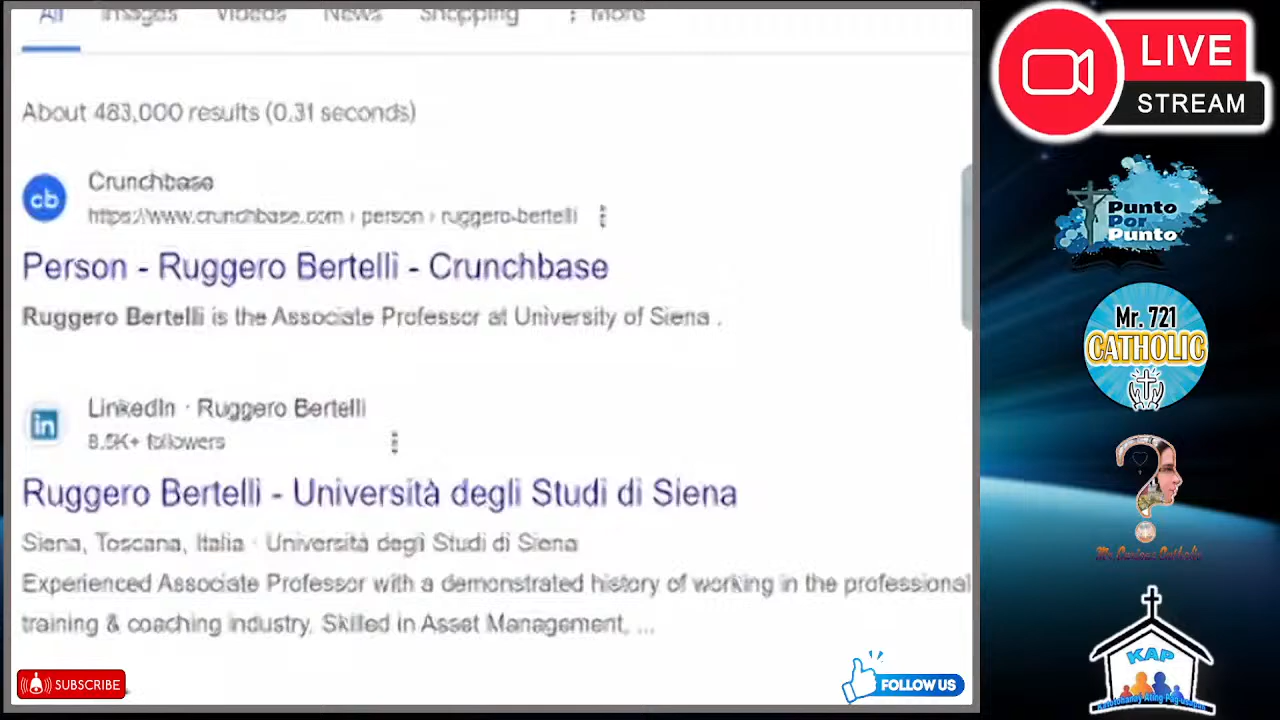 All Images Videos News Shopping More
About 483,000 results (0.31 seconds)
Crunchbase
https://www.crunchbase.com › person › ruggero-bertelli
Person - Ruggero Bertelli - Crunchbase
Ruggero Bertelli is the Associate Professor at University of Siena .
LinkedIn · Ruggero Bertelli
8.5K+ followers
Ruggero Bertelli - Università degli Studi di Siena
Siena, Toscana, Italia · Università degli Studi di Siena
Experienced Associate Professor with a demonstrated history of working in the professional
training & coaching industry. Skilled in Asset Management, ...
SUBSCRIBE
FOLLOW US
LIVE
STREAM
Punto
Por
Punto
Mr. 721
CATHOLIC
Mr. Curious Catholic
KAP